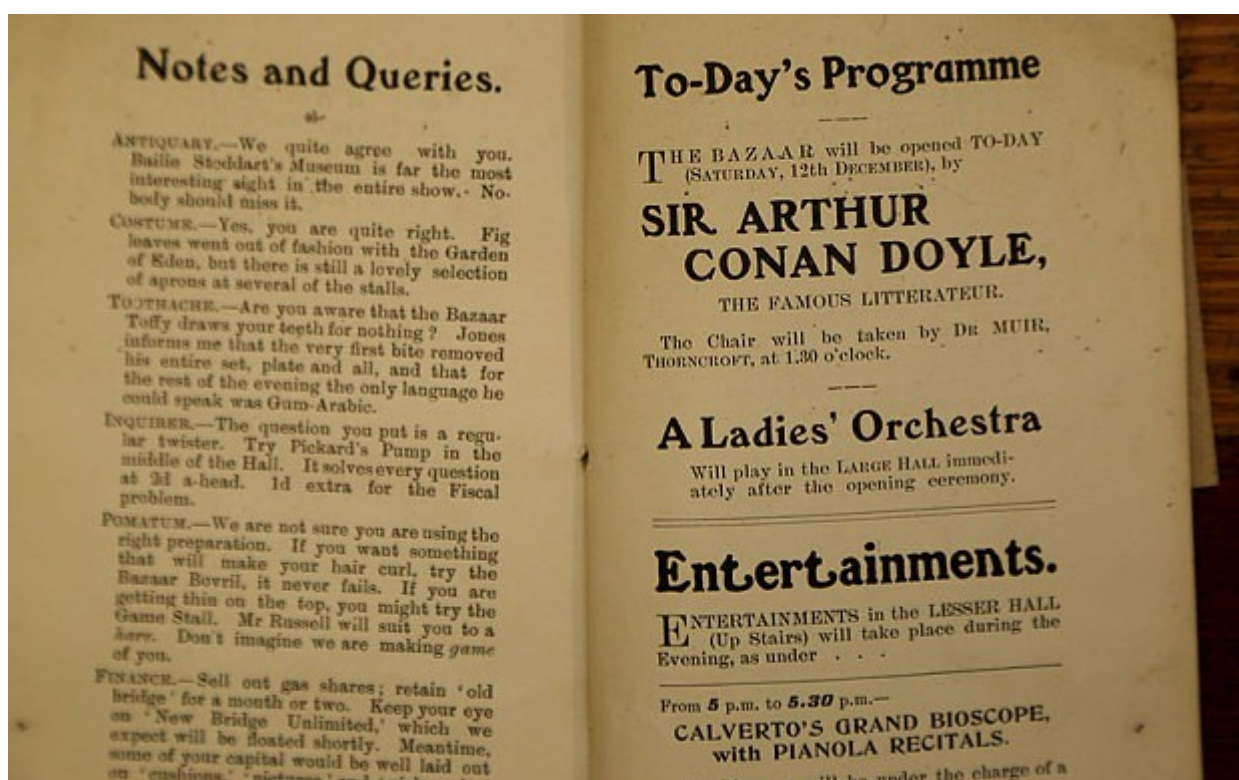 Notes and Queries.
ANTIQUARY.—We quite agree with you.
Bailie Stoddart's Museum is far the most
interesting sight in the entire show. No-
body should miss it.
COSTUME.—Yes, you are quite right. Fig
leaves went out of fashion with the Garden
of Eden, but there is still a lovely selection
of aprons at several of the stalls.
TOOTHACHE.—Are you aware that the Bazaar
Toffy draws your teeth for nothing? Jones
informs me that the very first bite removed
his entire set, plate and all, and that for
the rest of the evening the only language he
could speak was Gum-Arabic.
INQUIRER.—The question you put is a regu-
lar twister. Try Pickard's Pump in the
middle of the Hall. It solves every question
at 3d a-head. 1d extra for the Fiscal
problem.
POMATUM.—We are not sure you are using the
right preparation. If you want something
that will make your hair curl, try the
Bazaar Bovril, it never fails. If you are
getting thin on the top, you might try the
Game Stall. Mr Russell will suit you to a
hare. Don't imagine we are making game
of you.
FINANCE.—Sell out gas shares; retain 'old
bridge' for a month or two. Keep your eye
on 'New Bridge Unlimited,' which we
expect will be floated shortly. Meantime,
some of your capital would be well laid out
on 'cushions,' 'pictures'
To-Day's Programme
THE BAZAAR will be opened TO-DAY
(SATURDAY, 12th DECEMBER), by
SIR ARTHUR
CONAN DOYLE,
THE FAMOUS LITTERATEUR.
The Chair will be taken by DR MUIR,
THORNCROFT, at 1.30 o'clock.
A Ladies' Orchestra
Will play in the LARGE HALL immedi-
ately after the opening ceremony.
Entertainments.
ENTERTAINMENTS in the LESSER HALL
(Up Stairs) will take place during the
Evening, as under . . .
From 5 p.m. to 5.30 p.m.—
CALVERTO'S GRAND BIOSCOPE,
with PIANOLA RECITALS.
will be under the charge of a